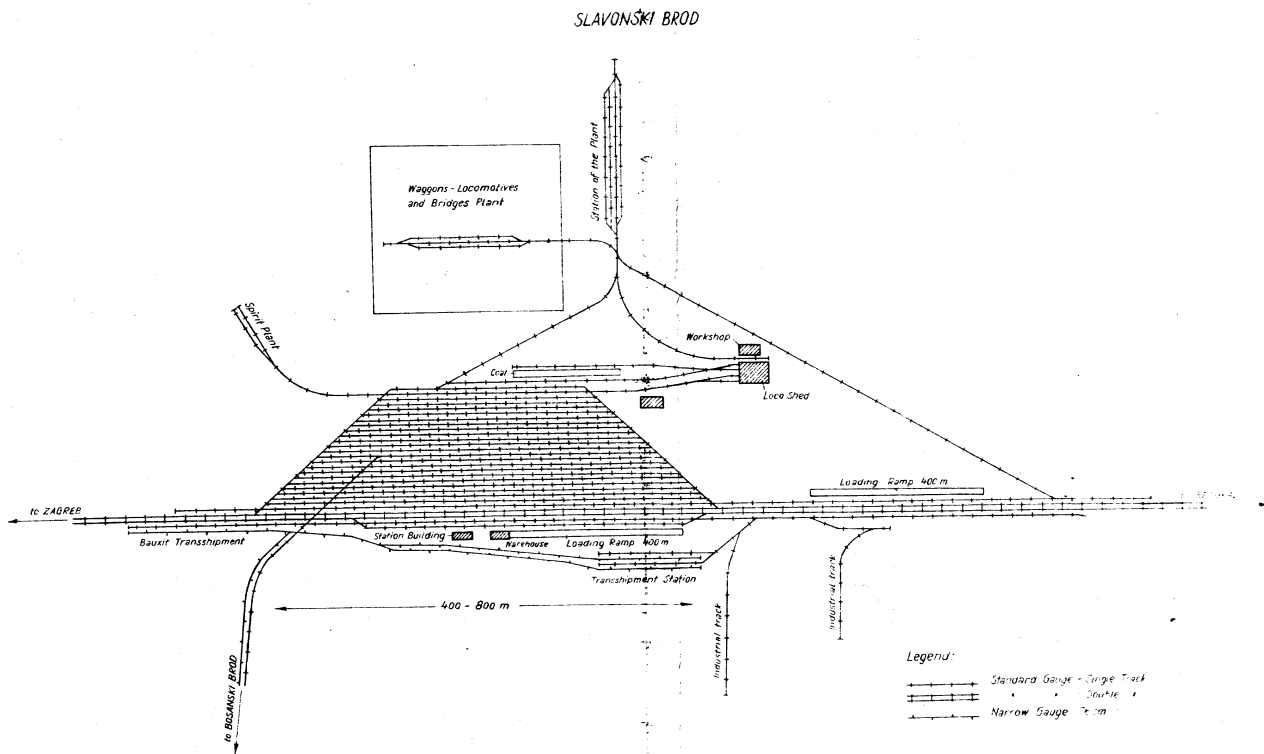 SLAVONSKI BROD
Station of the Plant
Waggons - Locomotives
and Bridges Plant
Spirit Plant
Workshop
Coal
Loco Shed
Loading Ramp 400 m
to ZAGREB
Bauxit Transshipment
Station Building
Warehouse
Loading Ramp 400 m
Transhipment Station
400 - 800 m
Industrial track
Industrial track
to BOSANSKI BROD
Legend:
Standard Gauge - Single Track
" " Double "
Narrow Gauge